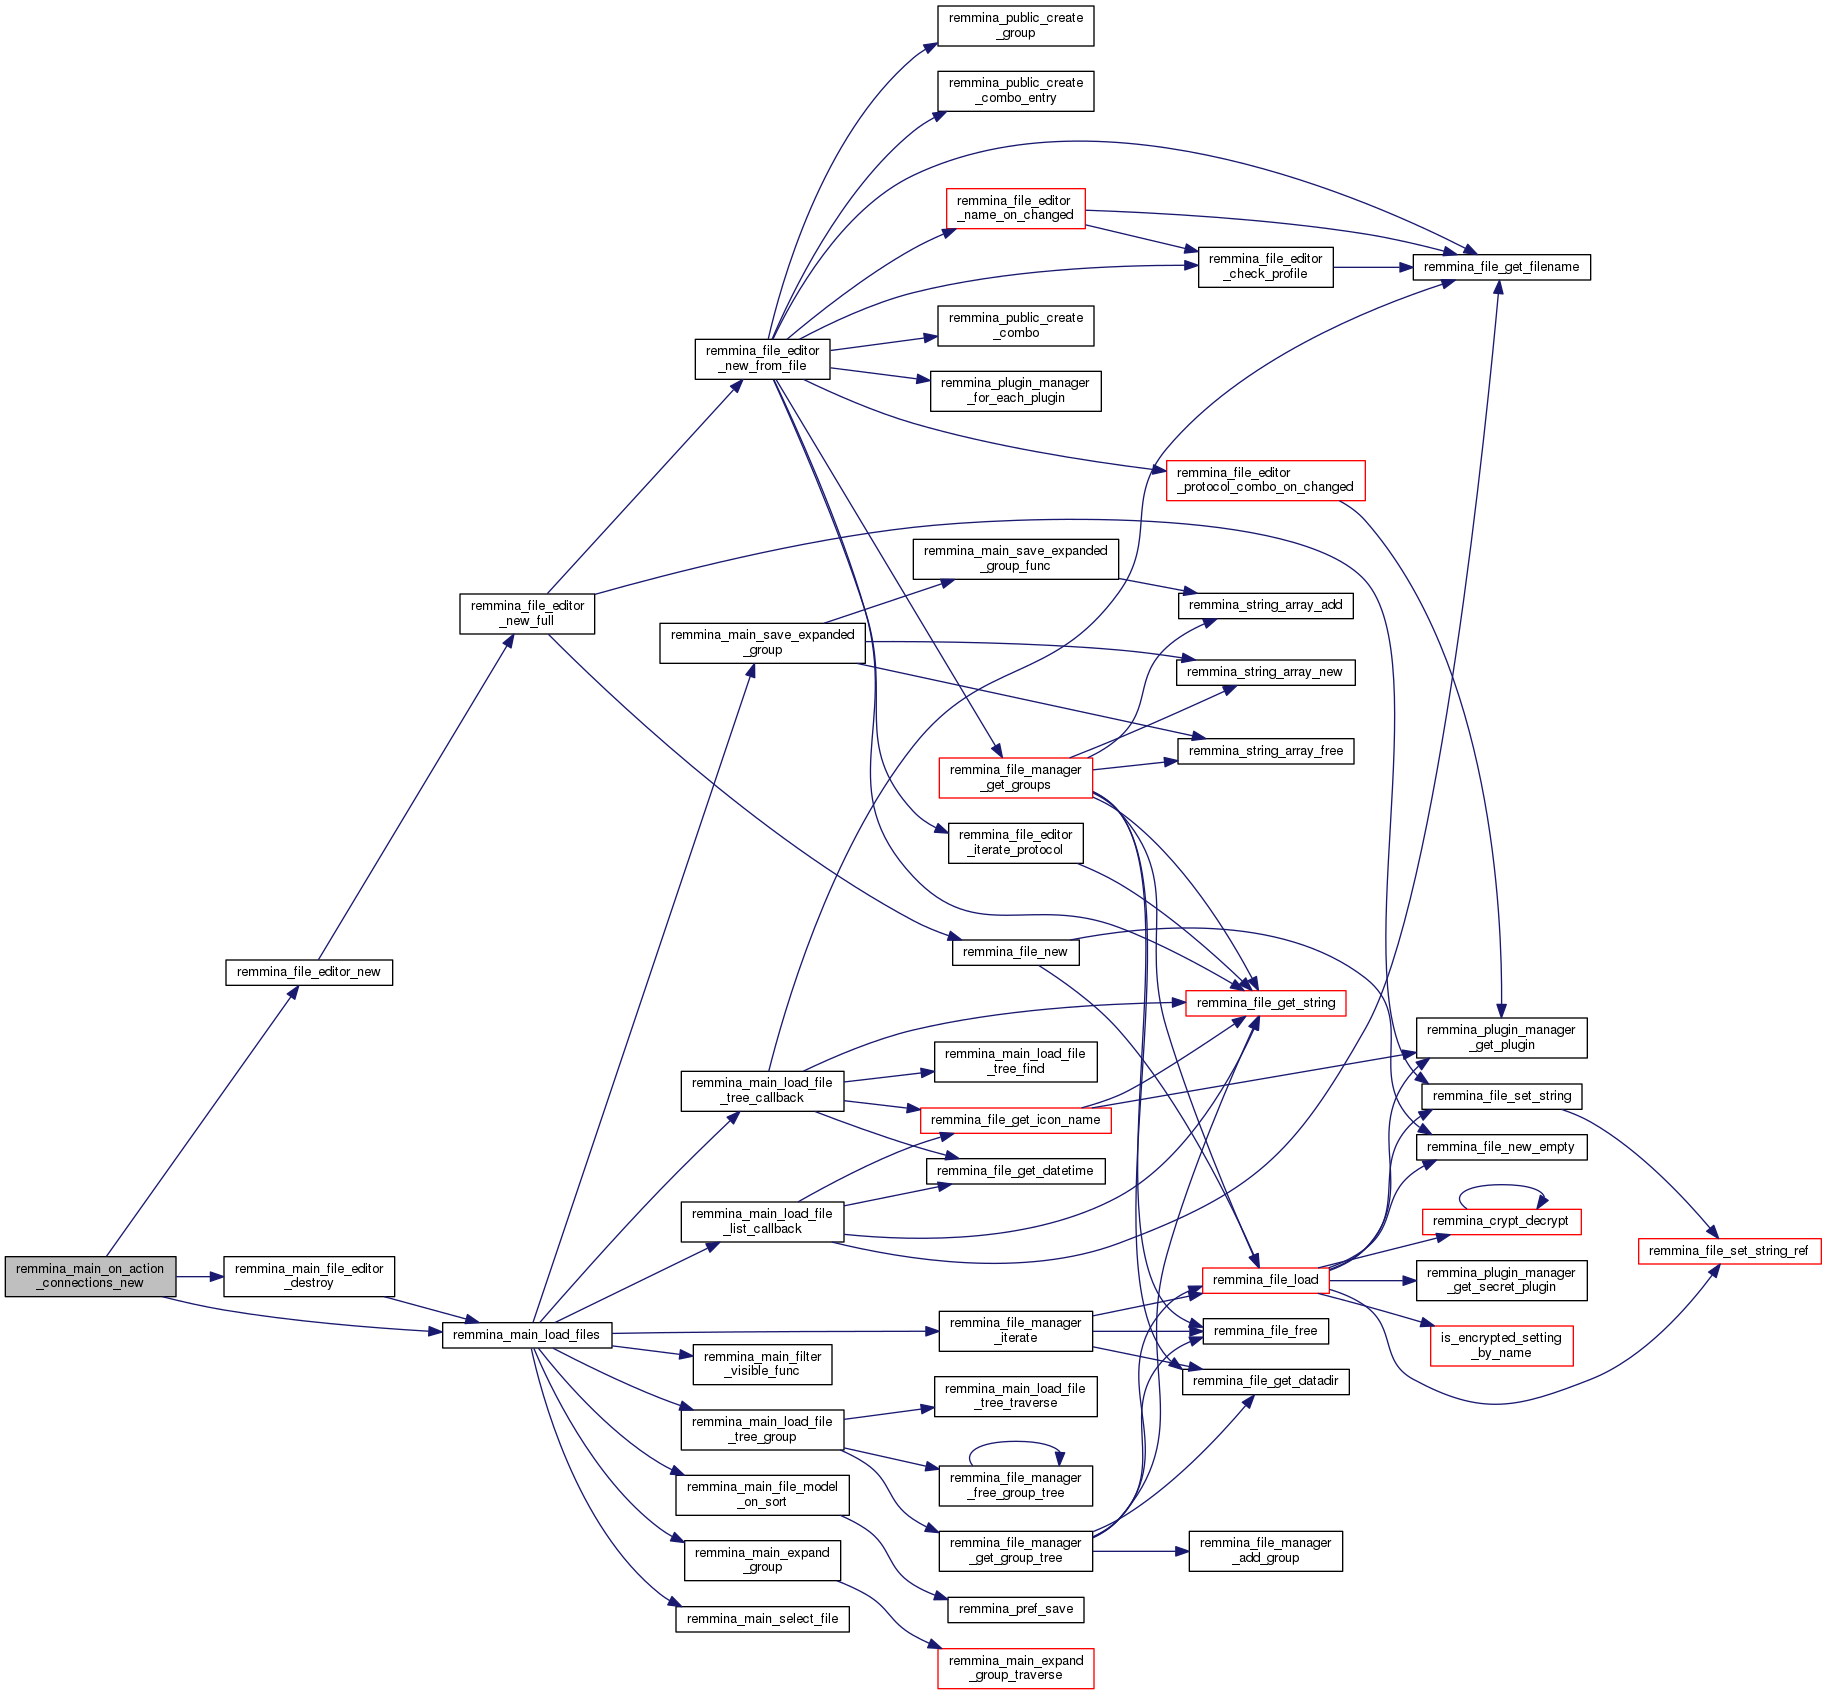 remmina_main_on_action
_connections_new
remmina_file_editor_new
remmina_main_file_editor
_destroy
remmina_file_editor
_new_full
remmina_main_load_files
remmina_file_editor
_new_from_file
remmina_main_save_expanded
_group
remmina_main_load_file
_tree_callback
remmina_main_load_file
_list_callback
remmina_main_filter
_visible_func
remmina_main_load_file
_tree_group
remmina_main_file_model
_on_sort
remmina_main_expand
_group
remmina_main_select_file
remmina_public_create
_group
remmina_public_create
_combo_entry
remmina_file_editor
_name_on_changed
remmina_public_create
_combo
remmina_plugin_manager
_for_each_plugin
remmina_main_save_expanded
_group_func
remmina_file_manager
_get_groups
remmina_file_editor
_iterate_protocol
remmina_file_new
remmina_main_load_file
_tree_find
remmina_file_get_icon_name
remmina_file_get_datetime
remmina_file_manager
_iterate
remmina_main_load_file
_tree_traverse
remmina_file_manager
_free_group_tree
remmina_file_manager
_get_group_tree
remmina_pref_save
remmina_main_expand
_group_traverse
remmina_file_editor
_check_profile
remmina_file_editor
_protocol_combo_on_changed
remmina_string_array_add
remmina_string_array_new
remmina_string_array_free
remmina_file_get_string
remmina_file_load
remmina_file_free
remmina_file_get_datadir
remmina_file_manager
_add_group
remmina_file_get_filename
remmina_plugin_manager
_get_plugin
remmina_file_set_string
remmina_file_new_empty
remmina_crypt_decrypt
remmina_plugin_manager
_get_secret_plugin
is_encrypted_setting
_by_name
remmina_file_set_string_ref